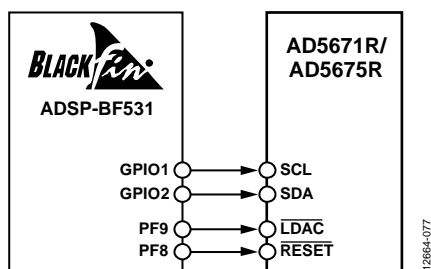 BLACKfin
ADSP-BF531
AD5671R/
AD5675R
GPIO1
SCL
GPIO2
SDA
PF9
LDAC
PF8
RESET
12664-077